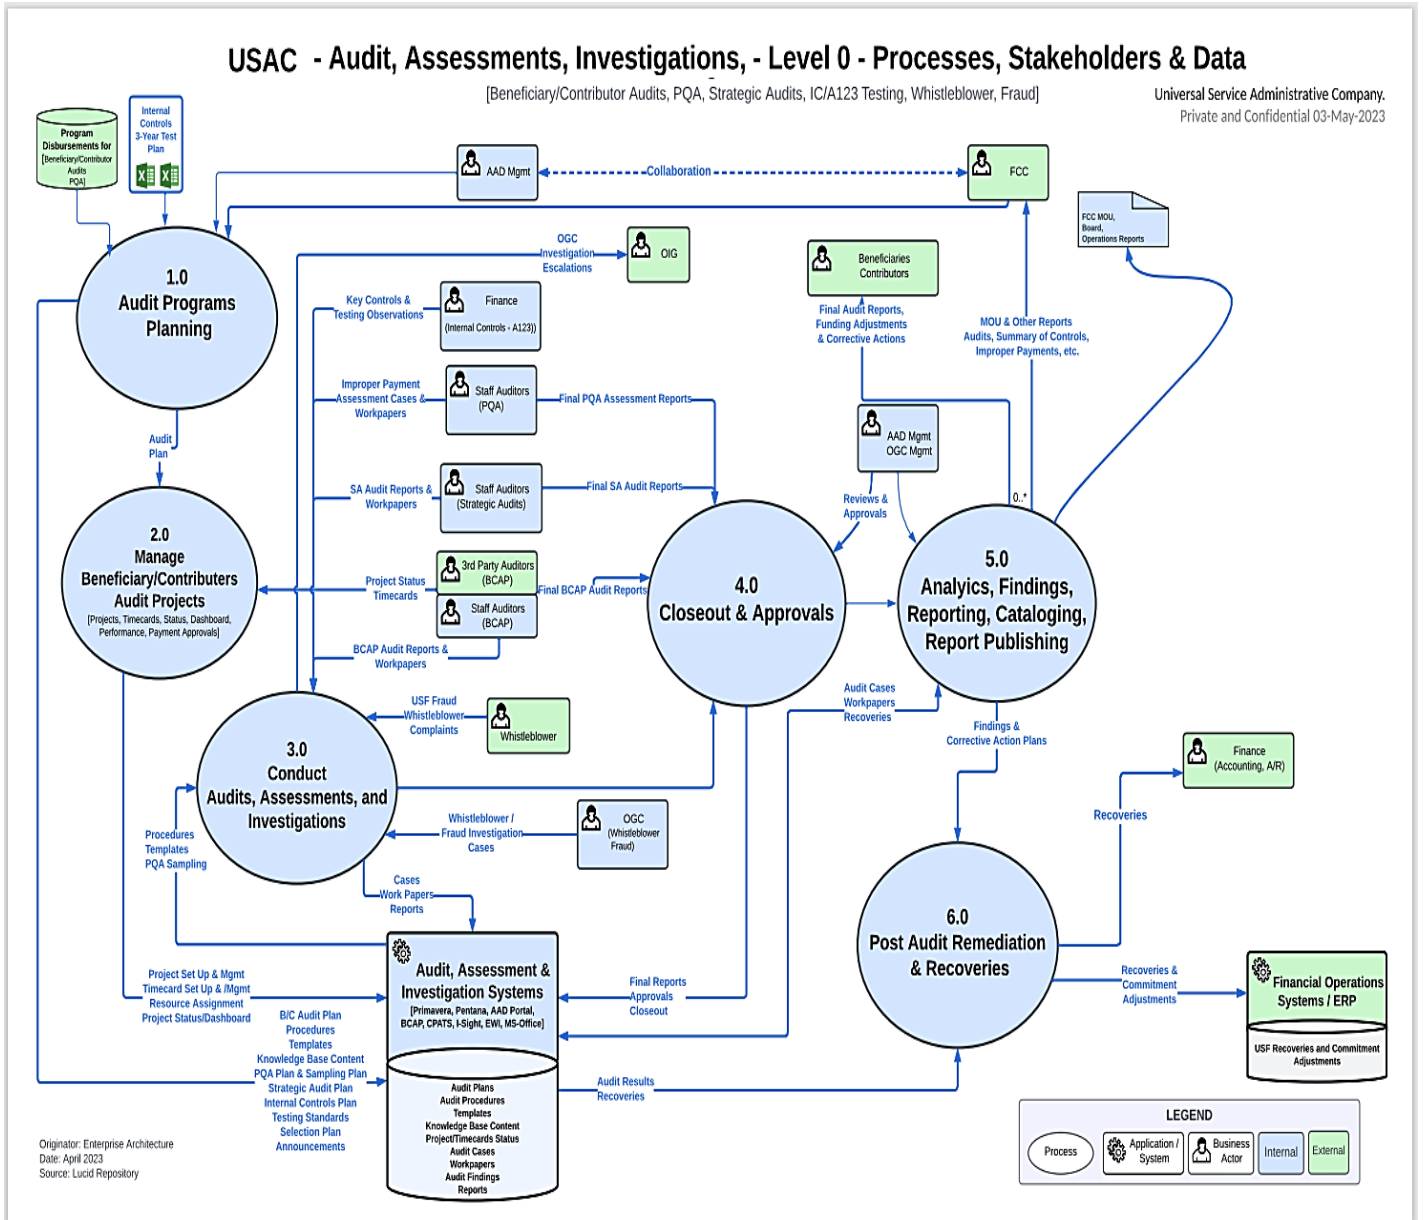 USAC - Audit, Assessments, Investigations, - Level 0 - Processes, Stakeholders & Data
[Beneficiary/Contributor Audits, PQA, Strategic Audits, IC/A123 Testing, Whistleblower, Fraud]
Universal Service Administrative Company.
Private and Confidential 03-May-2023
Program
Disbursements for
[Beneficiary/Contributor
Audits
PQA]
Internal
Controls
3-Year Test
Plan
AAD Mgmt
Collaboration
FCC
FCC MOU,
Board,
Operations Reports
OGC
Investigation
Escalations
OIG
Beneficiaries
Contributors
1.0
Audit Programs
Planning
Key Controls &
Testing Observations
Finance
(Internal Controls - A123))
Final Audit Reports,
Funding Adjustments
& Corrective Actions
MOU & Other Reports
Audits, Summary of Controls,
Improper Payments, etc.
Improper Payment
Assessment Cases &
Workpapers
Staff Auditors
(PQA)
Final PQA Assessment Reports
AAD Mgmt
OGC Mgmt
Audit
Plan
SA Audit Reports &
Workpapers
Staff Auditors
(Strategic Audits)
Final SA Audit Reports
Reviews &
Approvals
0..*
2.0
Manage
Beneficiary/Contributers
Audit Projects
[Projects, Timecards, Status, Dashboard,
Performance, Payment Approvals]
Project Status
Timecards
3rd Party Auditors
(BCAP)
Staff Auditors
(BCAP)
Final BCAP Audit Reports
4.0
Closeout & Approvals
5.0
Analyics, Findings,
Reporting, Cataloging,
Report Publishing
BCAP Audit Reports &
Workpapers
USF Fraud
Whistleblower
Complaints
Whistleblower
Audit Cases
Workpapers
Recoveries
Findings &
Corrective Action Plans
3.0
Conduct
Audits, Assessments, and
Investigations
Finance
(Accounting, A/R)
Procedures
Templates
PQA Sampling
Whistleblower /
Fraud Investigation
Cases
OGC
(Whistleblower
Fraud)
Recoveries
Cases
Work Papers
Reports
6.0
Post Audit Remediation
& Recoveries
Audit, Assessment &
Investigation Systems
[Primavera, Pentana, AAD Portal,
BCAP, CPATS, I-Sight, EWI, MS-Office]
Final Reports
Approvals
Closeout
Recoveries &
Commitment
Adjustments
Financial Operations
Systems / ERP
USF Recoveries and Commitment
Adjustments
Project Set Up & Mgmt
Timecard Set Up & /Mgmt
Resource Assignment
Project Status/Dashboard
B/C Audit Plan
Procedures
Templates
Knowledge Base Content
PQA Plan & Sampling Plan
Strategic Audit Plan
Internal Controls Plan
Testing Standards
Selection Plan
Announcements
Audit Plans
Audit Procedures
Templates
Knowledge Base Content
Project/Timecards Status
Audit Cases
Workpapers
Audit Findings
Reports
Audit Results
Recoveries
Originator: Enterprise Architecture
Date: April 2023
Source: Lucid Repository
LEGEND
Process
Application /
System
Business
Actor
Internal
External